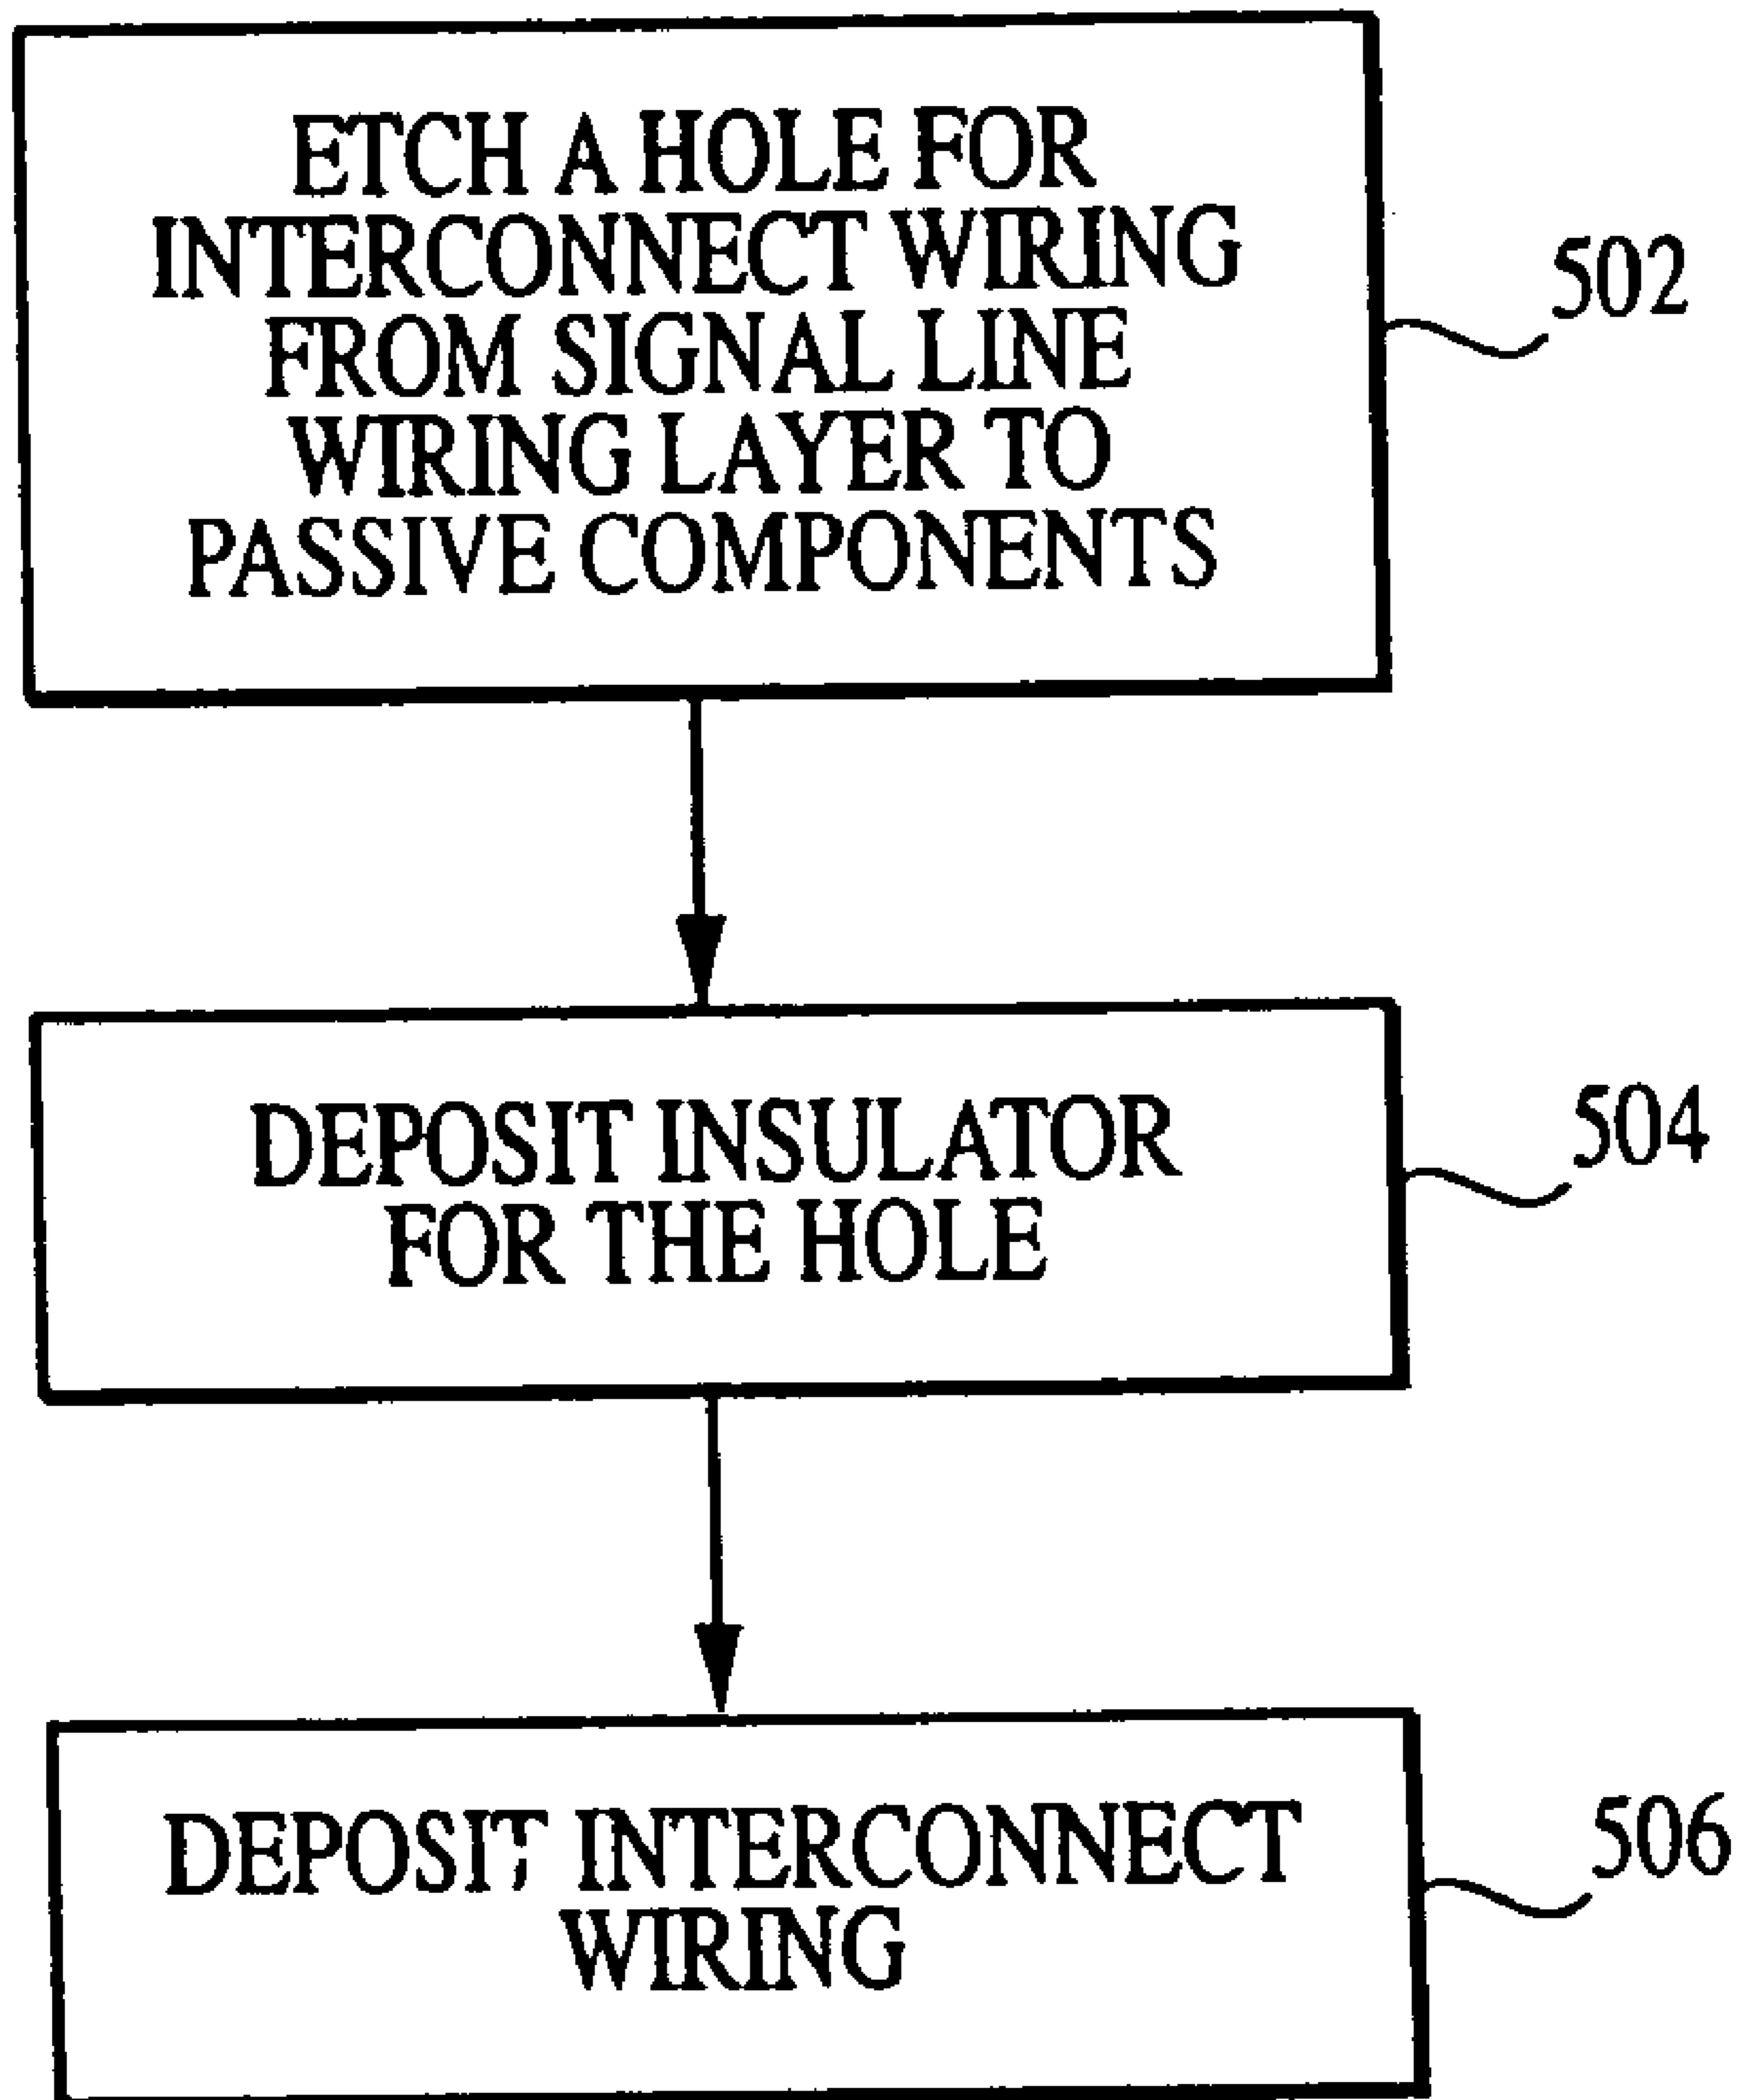 ETCH A HOLE FOR
INTERCONNECT WIRING
FROM SIGNAL LINE
WIRING LAYER TO
PASSIVE COMPONENTS
502
DEPOSIT INSULATOR
FOR THE HOLE
504
DEPOSIT INTERCONNECT
WIRING
506